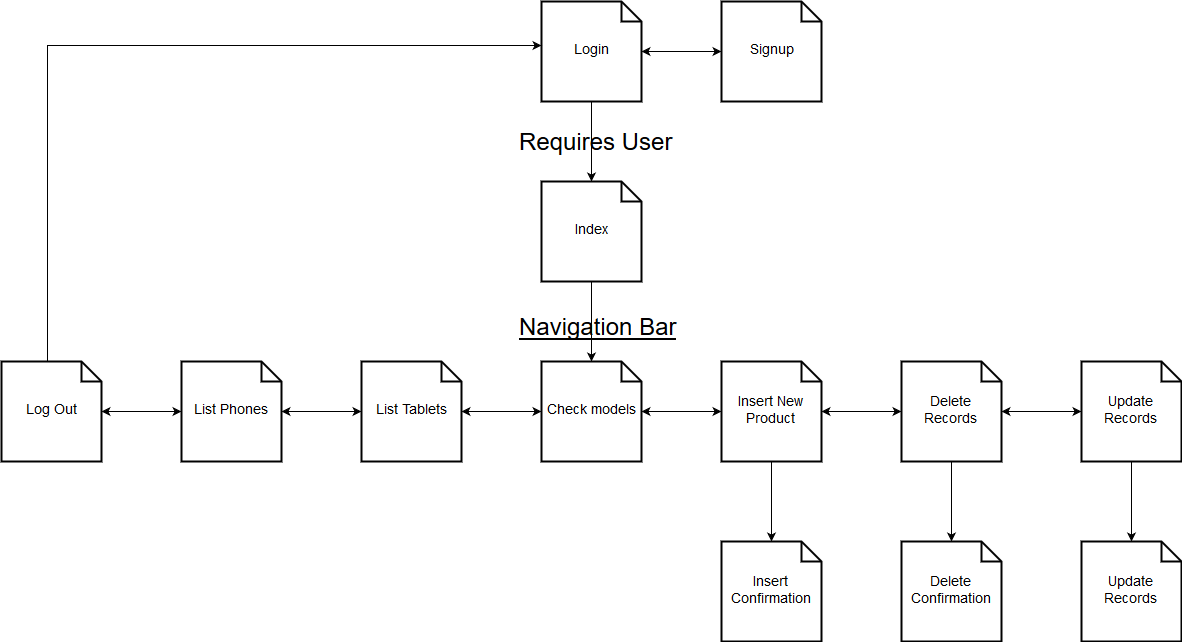 Login
Signup
Requires User
Index
Navigation Bar
Log Out
List Phones
List Tablets
Check models
Insert New
Product
Delete
Records
Update
Records
Insert
Confirmation
Delete
Confirmation
Update
Records